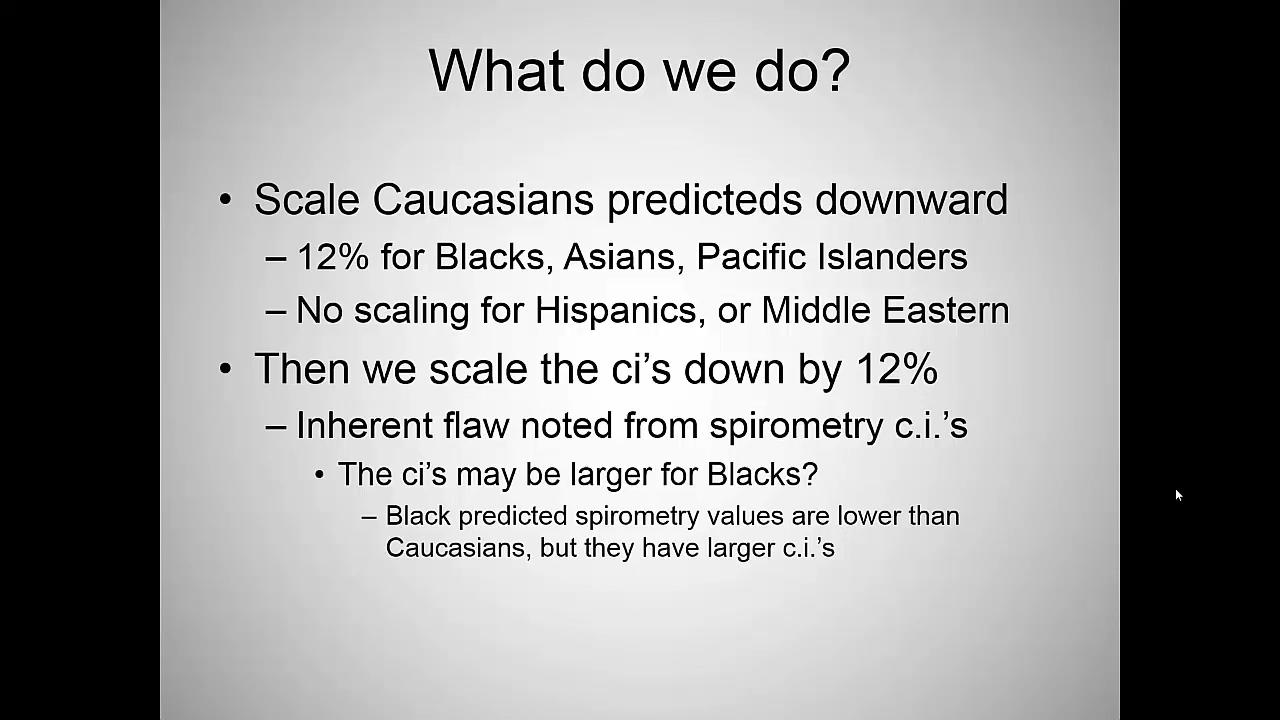 What do we do?
• Scale Caucasians predicteds downward
– 12% for Blacks, Asians, Pacific Islanders
– No scaling for Hispanics, or Middle Eastern
• Then we scale the ci’s down by 12%
– Inherent flaw noted from spirometry c.i.’s
• The ci’s may be larger for Blacks?
– Black predicted spirometry values are lower than
Caucasians, but they have larger c.i.’s